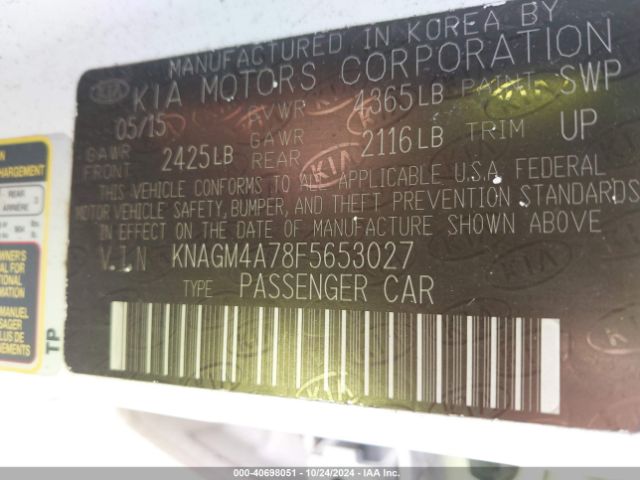 MANUFACTURED IN KOREA BY
KIA MOTORS CORPORATION
05/15 GVWR 4365LB PAINT SWP
GAWR FRONT 2425LB GAWR REAR 2116LB TRIM UP
THIS VEHICLE CONFORMS TO ALL APPLICABLE U.S.A. FEDERAL
MOTOR VEHICLE SAFETY, BUMPER, AND THEFT PREVENTION STANDARDS
IN EFFECT ON THE DATE OF MANUFACTURE SHOWN ABOVE.
V.I.N KNAGM4A78F5653027
TYPE PASSENGER CAR
CHARGEMENT
REAR
ARRIÈRE
TP
000-40698051 - 10/24/2024 - IAA Inc.